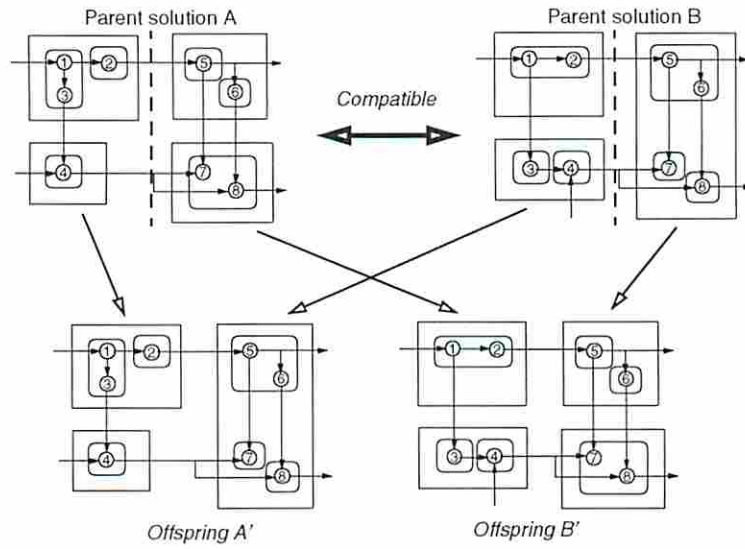 Parent solution A
Parent solution B
1 2 5
3 6
4 7
8
Compatible
1 2 5
6
3 4 7
8
1 2 5
3 6
4 7
8
Offspring A'
1 2 5
6
3 4 7
8
Offspring B'